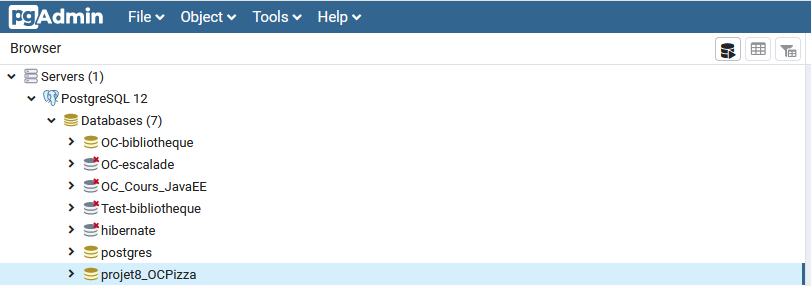 pgAdmin File Object Tools Help
Browser
Servers (1)
PostgreSQL 12
Databases (7)
OC-bibliotheque
OC-escalade
OC_Cours_JavaEE
Test-bibliotheque
hibernate
postgres
projet8_OCPizza